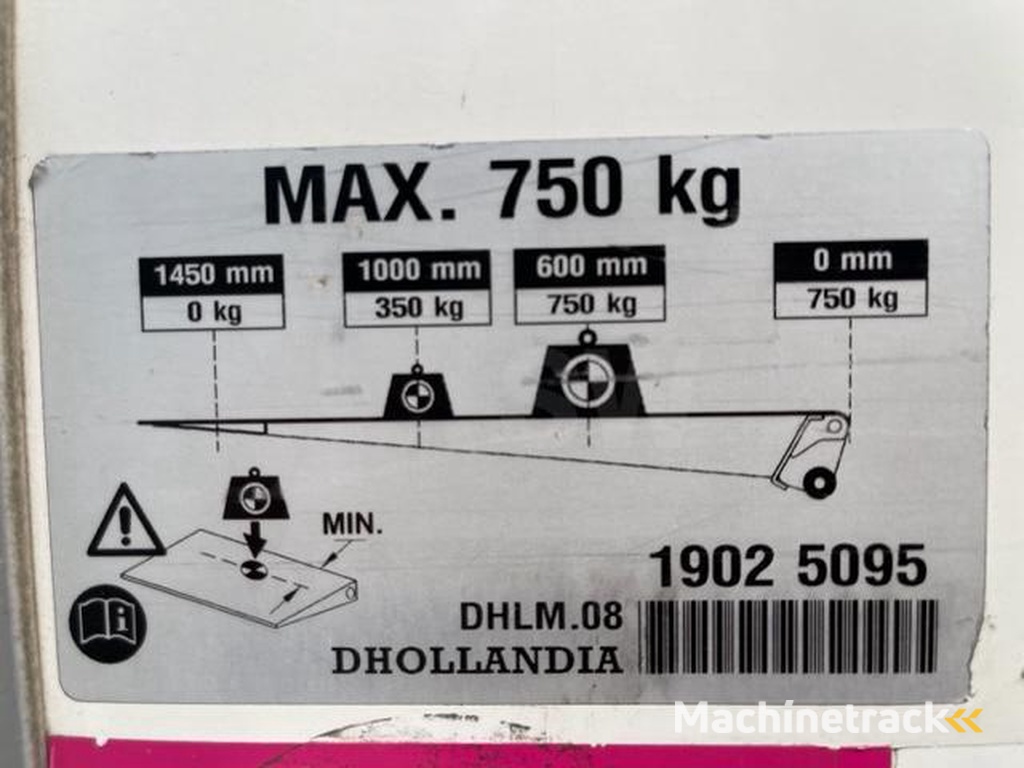 MAX. 750 kg
1450 mm
0 kg
1000 mm
350 kg
600 mm
750 kg
0 mm
750 kg
MIN.
1902 5095
DHLM.08
DHOLLANDIA
Machinetrack